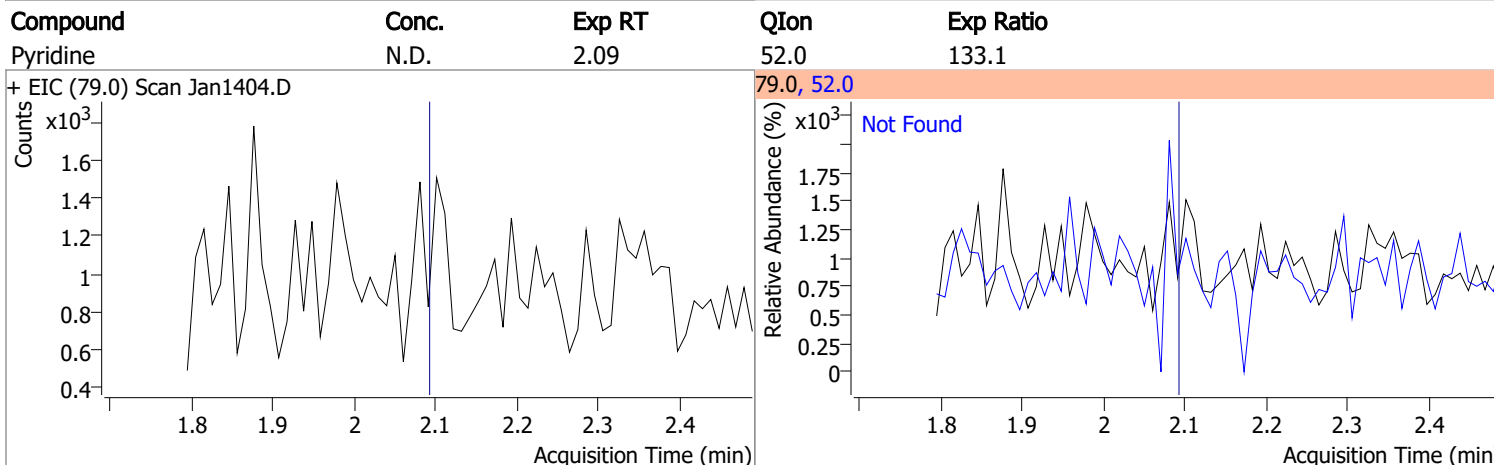 Compound Conc. Exp RT QIon Exp Ratio
Pyridine N.D. 2.09 52.0 133.1
+ EIC (79.0) Scan Jan1404.D
Counts
x10³
1.6
1.4
1.2
1
0.8
0.6
0.4
1.8 1.9 2 2.1 2.2 2.3 2.4
Acquisition Time (min)
79.0, 52.0
Relative Abundance (%)
x10³
Not Found
1.75
1.5
1.25
1
0.75
0.5
0.25
0
1.8 1.9 2 2.1 2.2 2.3 2.4
Acquisition Time (min